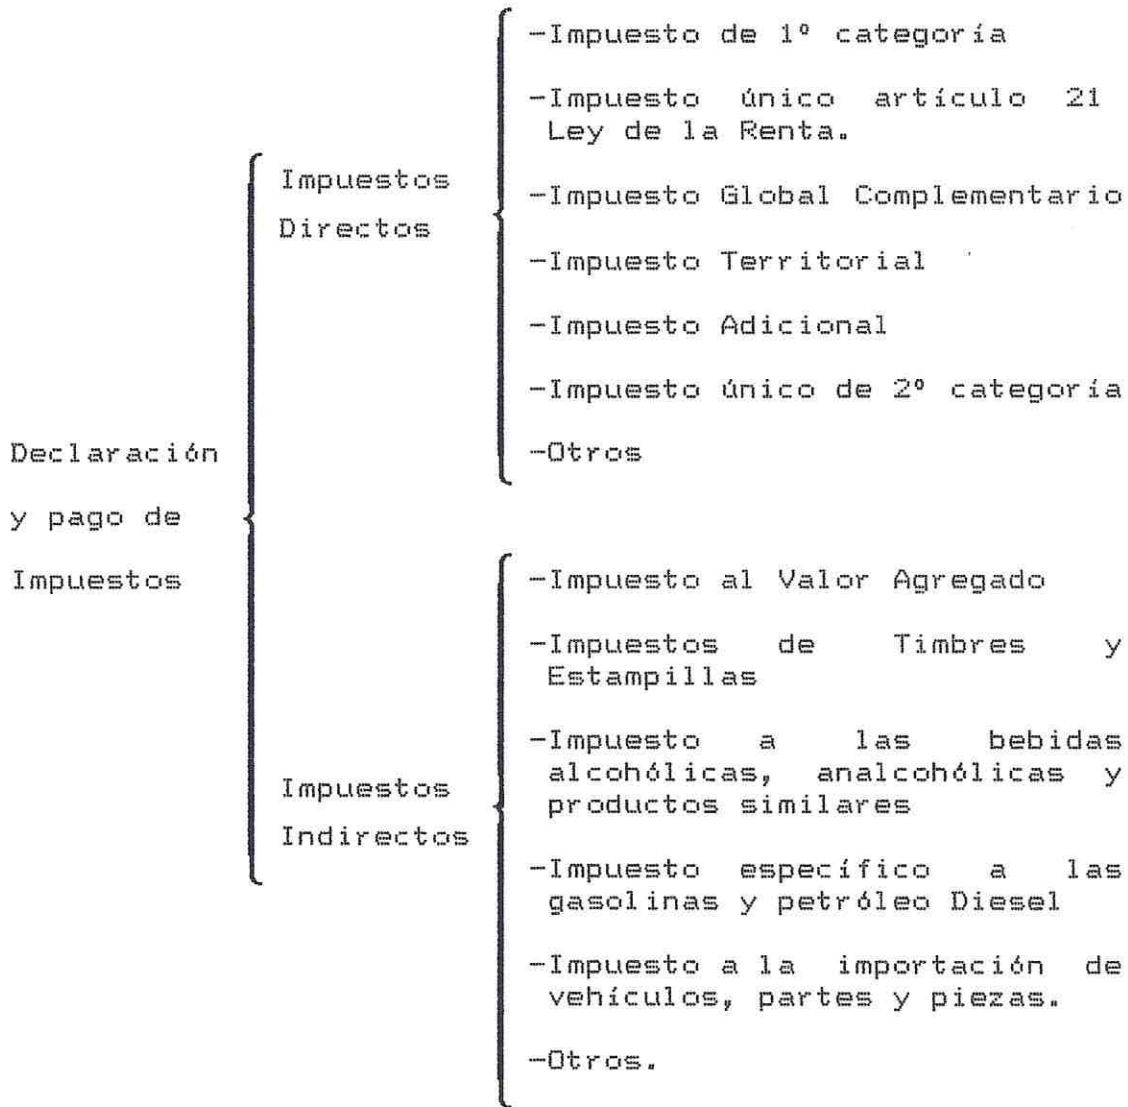 Declaración
y pago de
Impuestos
Impuestos
Directos
-Impuesto de 1º categoría
-Impuesto único artículo 21
Ley de la Renta.
-Impuesto Global Complementario
-Impuesto Territorial
-Impuesto Adicional
-Impuesto único de 2º categoría
-Otros
Impuestos
Indirectos
-Impuesto al Valor Agregado
-Impuestos de Timbres y
Estampillas
-Impuesto a las bebidas
alcohólicas, analcohólicas y
productos similares
-Impuesto específico a las
gasolinas y petróleo Diesel
-Impuesto a la importación de
vehículos, partes y piezas.
-Otros.